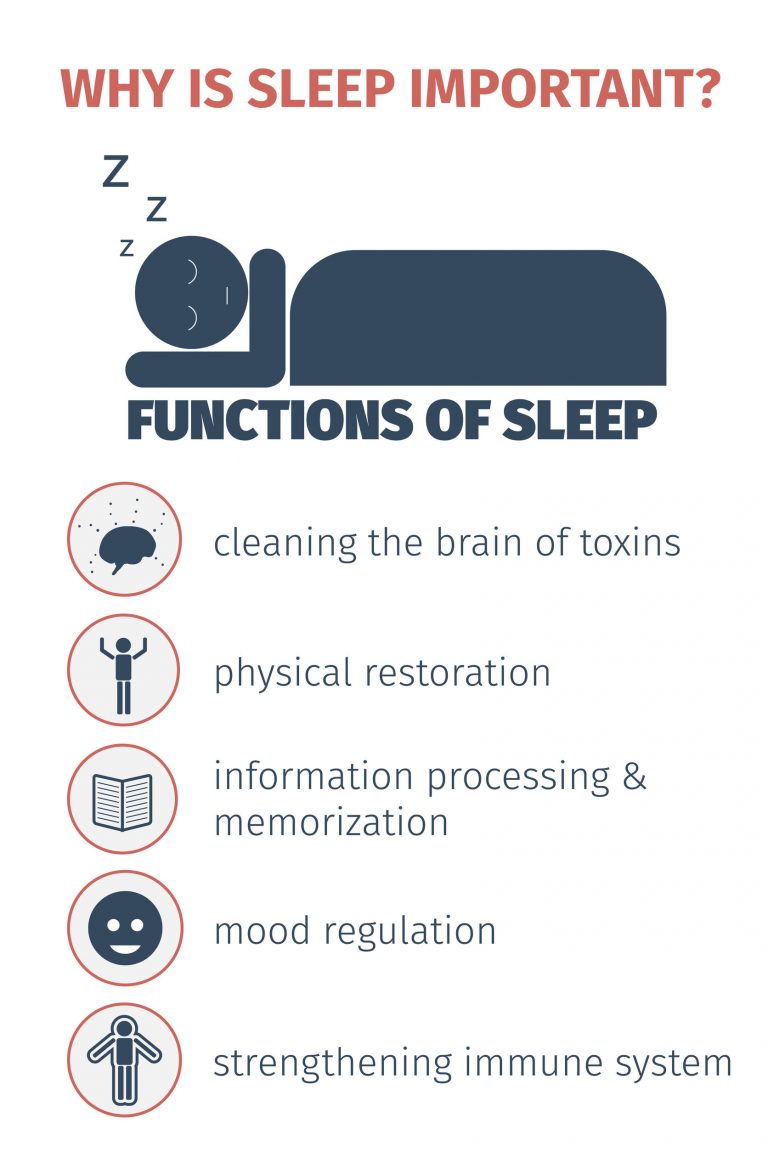 WHY IS SLEEP IMPORTANT?
Z
Z
Z
FUNCTIONS OF SLEEP
cleaning the brain of toxins
physical restoration
information processing &
memorization
mood regulation
strengthening immune system